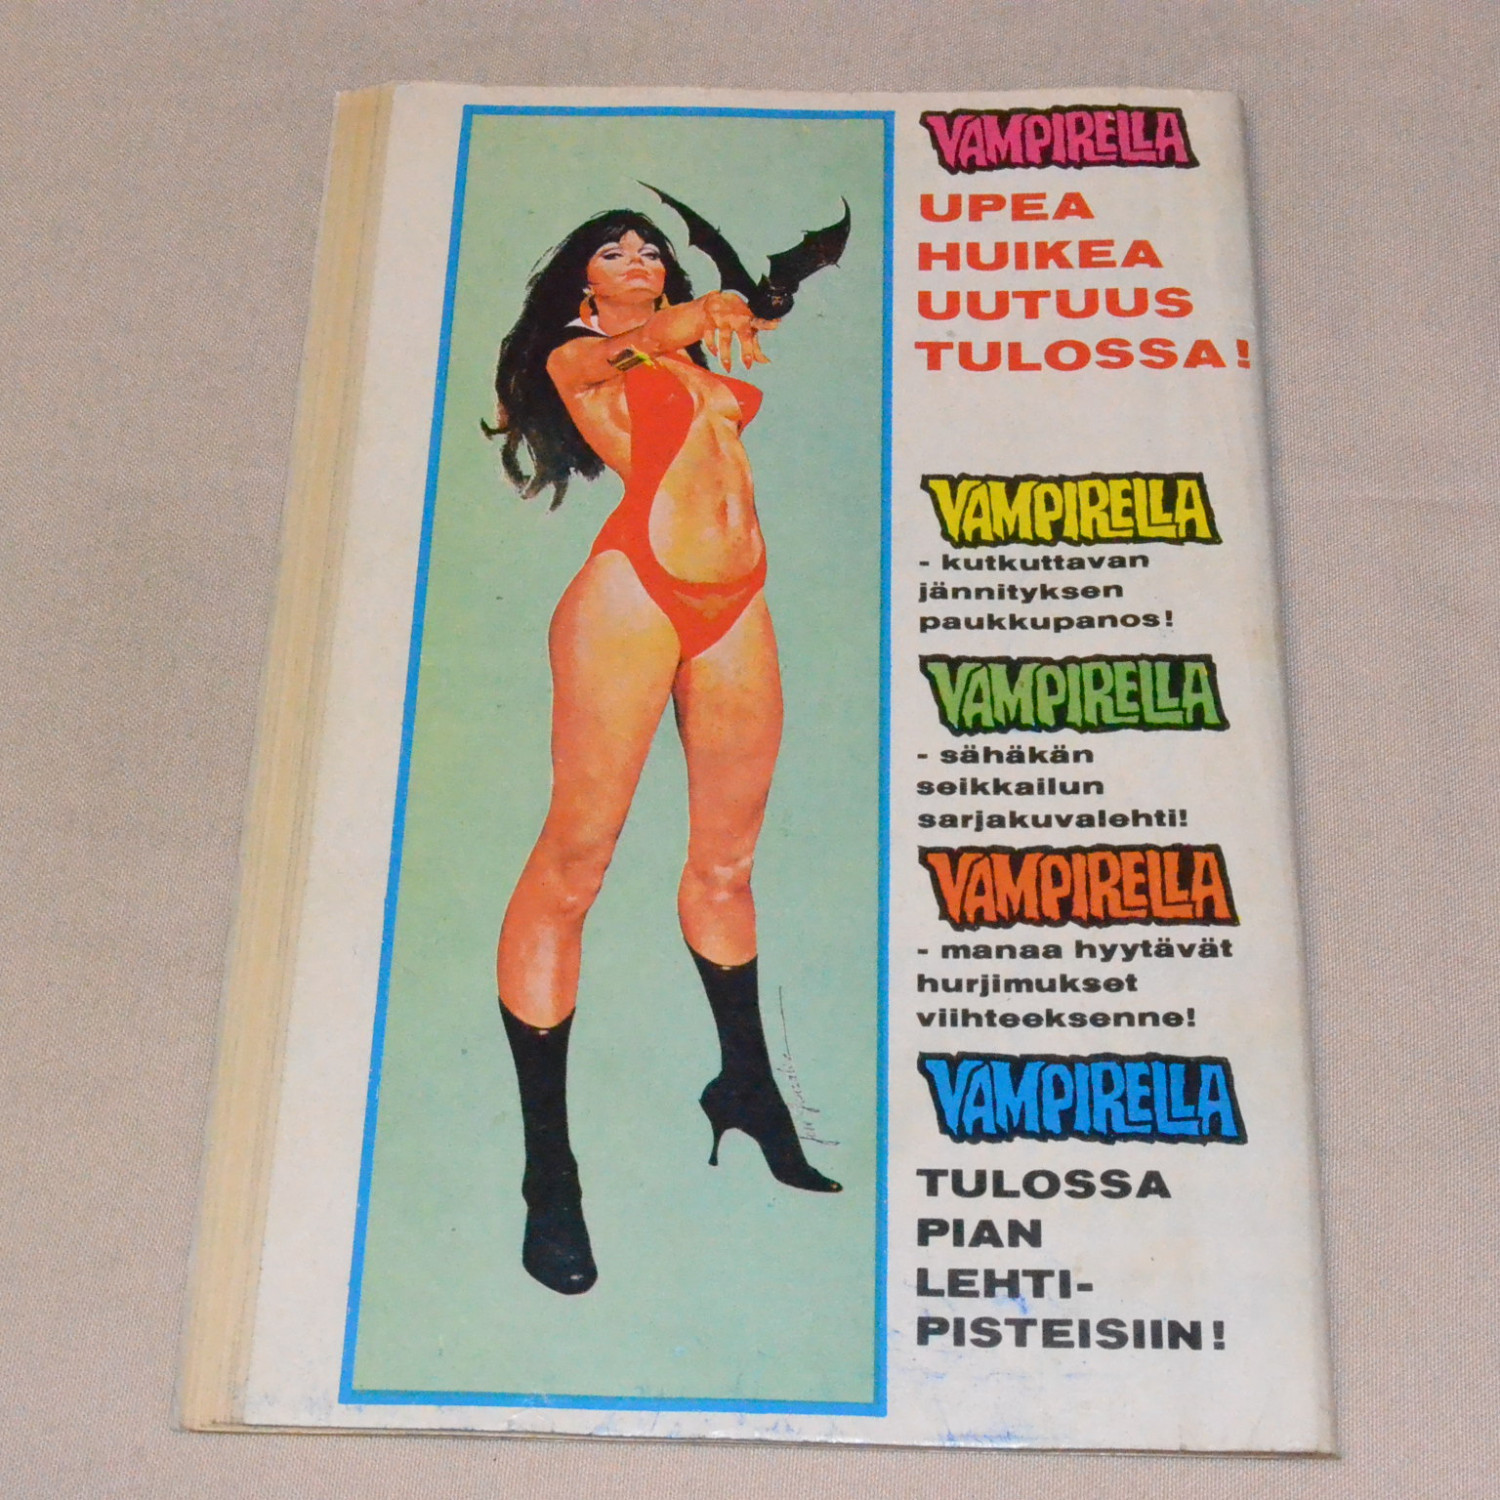 VAMPIRELLA
UPEA
HUIKEA
UUTUUS
TULOSSA!
VAMPIRELLA
- kutkuttavan
jännityksen
paukkupanos!
VAMPIRELLA
- sähäkän
seikkailun
sarjakuvalehti!
VAMPIRELLA
- manaa hyytävät
hurjimukset
viihteeksenne!
VAMPIRELLA
TULOSSA
PIAN
LEHTI-
PISTEISIIN!